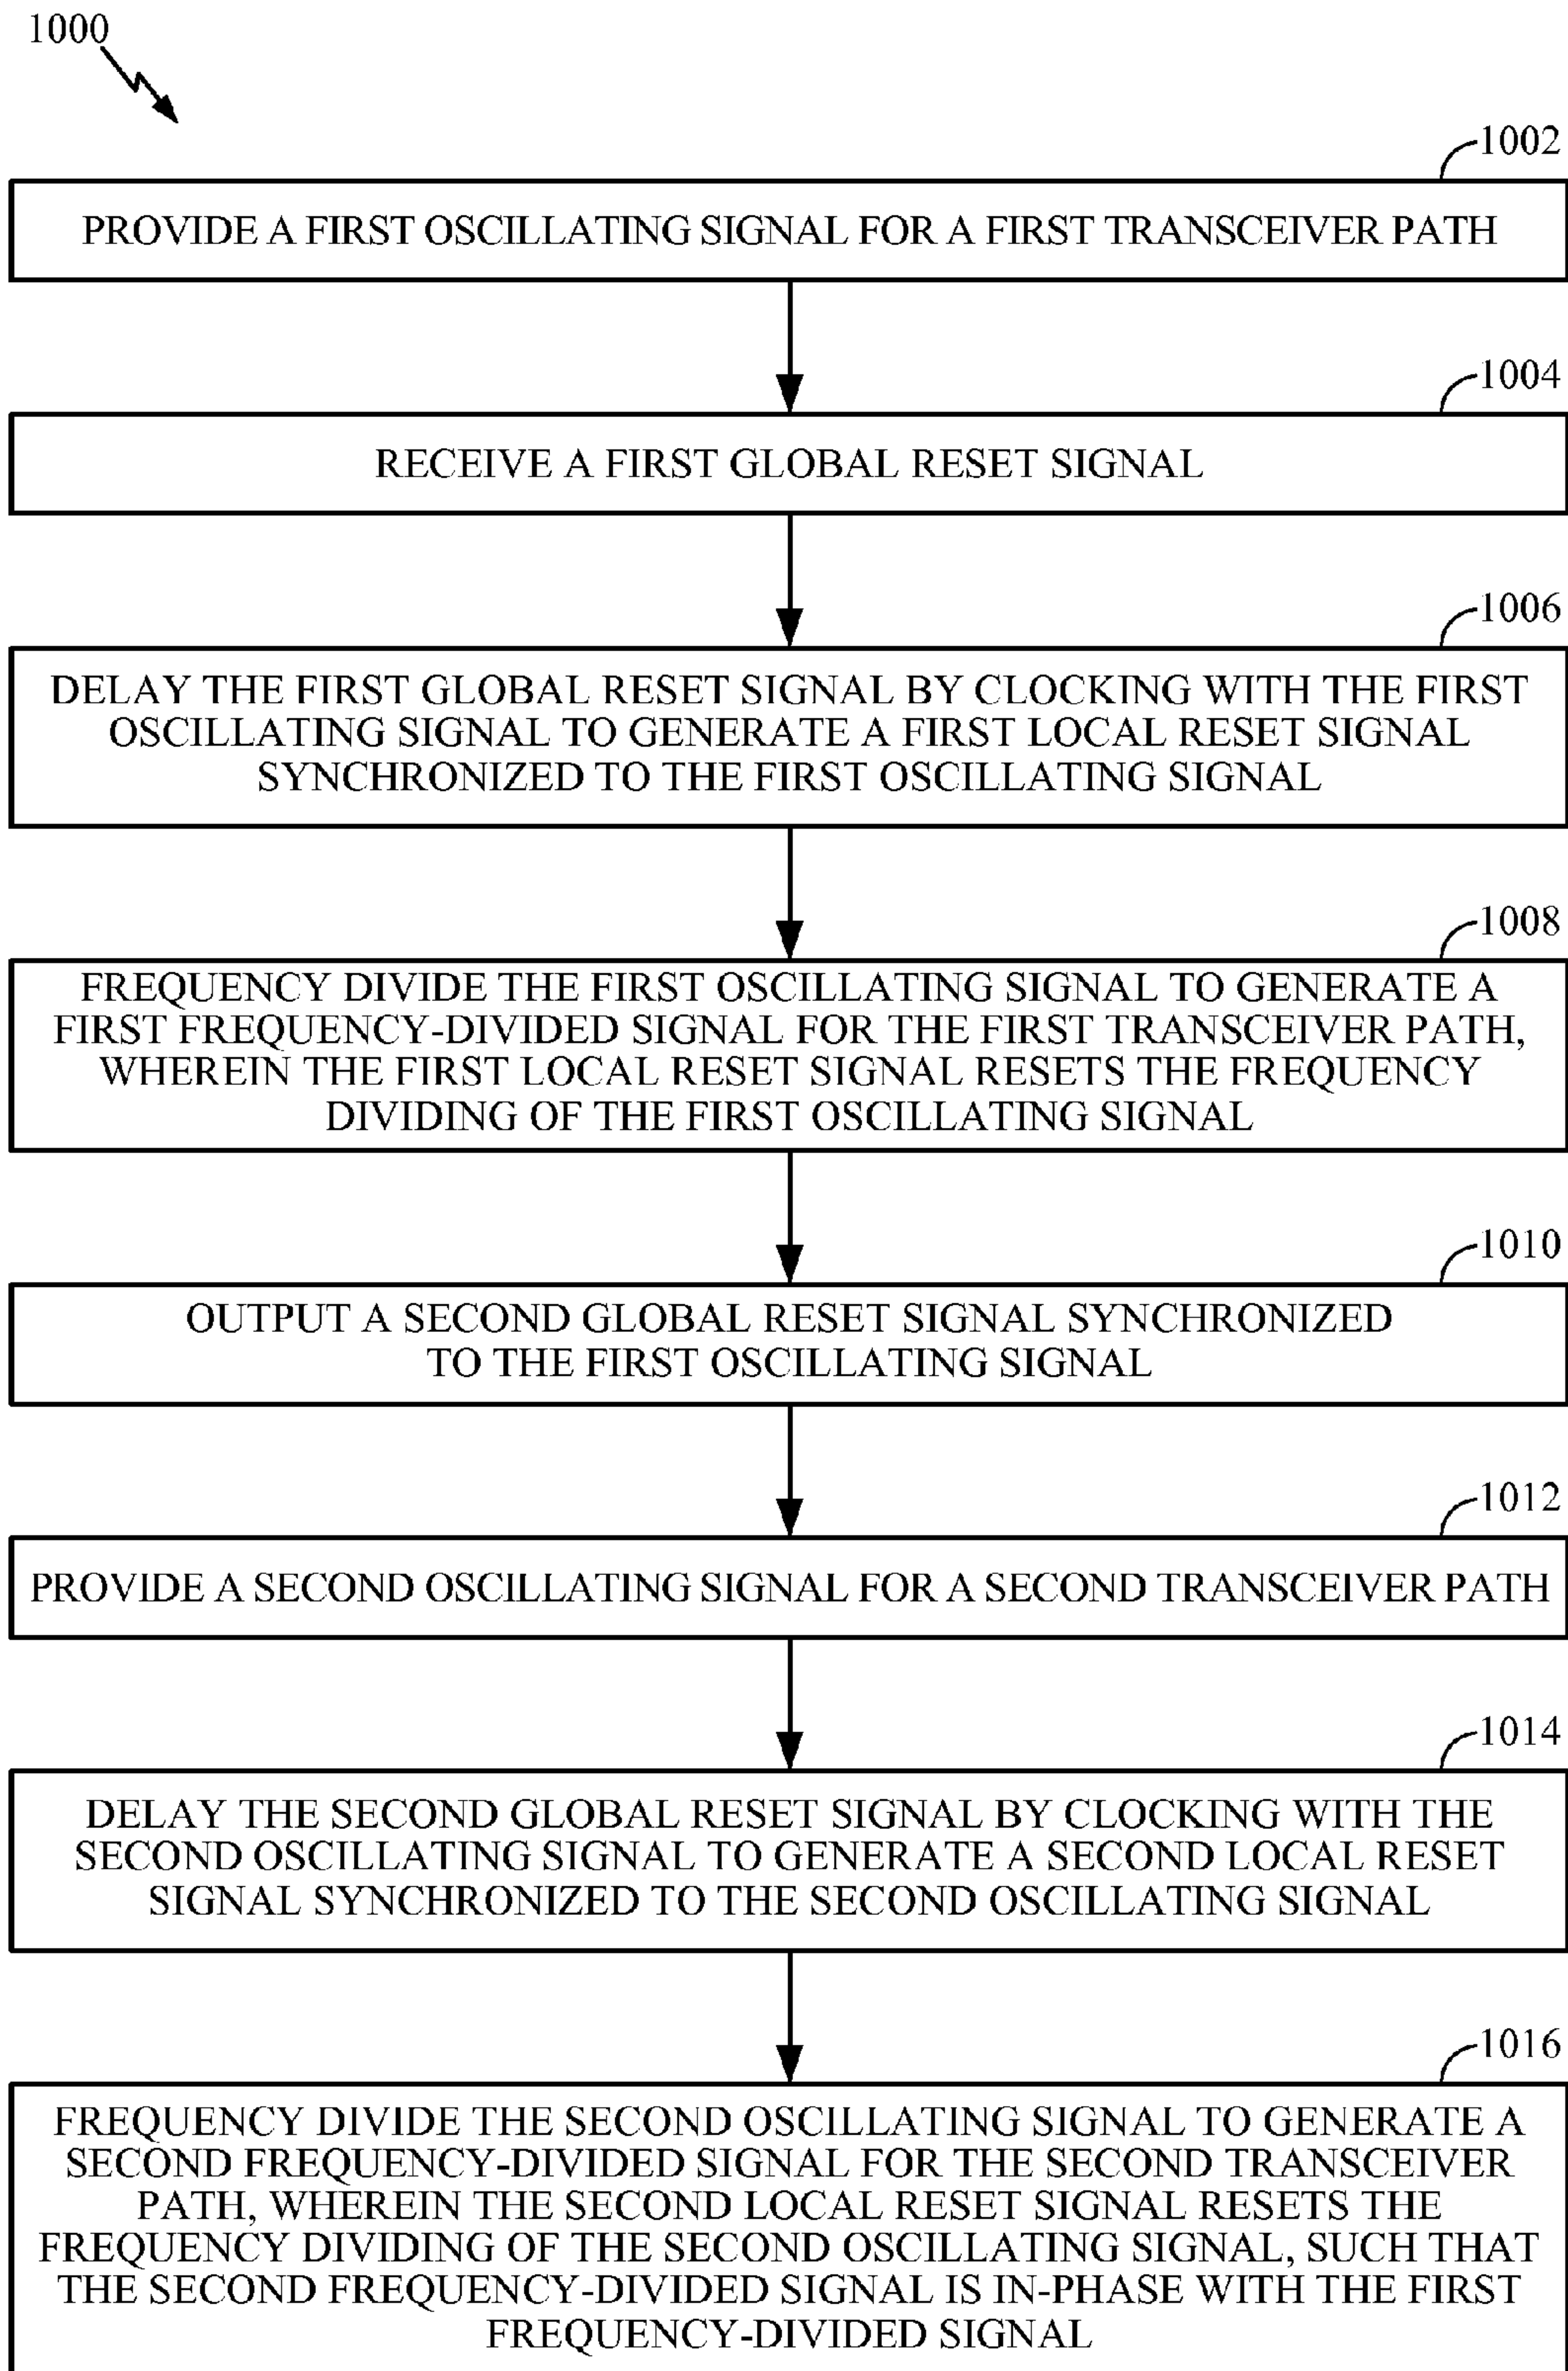 1000
1002
PROVIDE A FIRST OSCILLATING SIGNAL FOR A FIRST TRANSCEIVER PATH
1004
RECEIVE A FIRST GLOBAL RESET SIGNAL
1006
DELAY THE FIRST GLOBAL RESET SIGNAL BY CLOCKING WITH THE FIRST
OSCILLATING SIGNAL TO GENERATE A FIRST LOCAL RESET SIGNAL
SYNCHRONIZED TO THE FIRST OSCILLATING SIGNAL
1008
FREQUENCY DIVIDE THE FIRST OSCILLATING SIGNAL TO GENERATE A
FIRST FREQUENCY-DIVIDED SIGNAL FOR THE FIRST TRANSCEIVER PATH,
WHEREIN THE FIRST LOCAL RESET SIGNAL RESETS THE FREQUENCY
DIVIDING OF THE FIRST OSCILLATING SIGNAL
1010
OUTPUT A SECOND GLOBAL RESET SIGNAL SYNCHRONIZED
TO THE FIRST OSCILLATING SIGNAL
1012
PROVIDE A SECOND OSCILLATING SIGNAL FOR A SECOND TRANSCEIVER PATH
1014
DELAY THE SECOND GLOBAL RESET SIGNAL BY CLOCKING WITH THE
SECOND OSCILLATING SIGNAL TO GENERATE A SECOND LOCAL RESET
SIGNAL SYNCHRONIZED TO THE SECOND OSCILLATING SIGNAL
1016
FREQUENCY DIVIDE THE SECOND OSCILLATING SIGNAL TO GENERATE A
SECOND FREQUENCY-DIVIDED SIGNAL FOR THE SECOND TRANSCEIVER
PATH, WHEREIN THE SECOND LOCAL RESET SIGNAL RESETS THE
FREQUENCY DIVIDING OF THE SECOND OSCILLATING SIGNAL, SUCH THAT
THE SECOND FREQUENCY-DIVIDED SIGNAL IS IN-PHASE WITH THE FIRST
FREQUENCY-DIVIDED SIGNAL